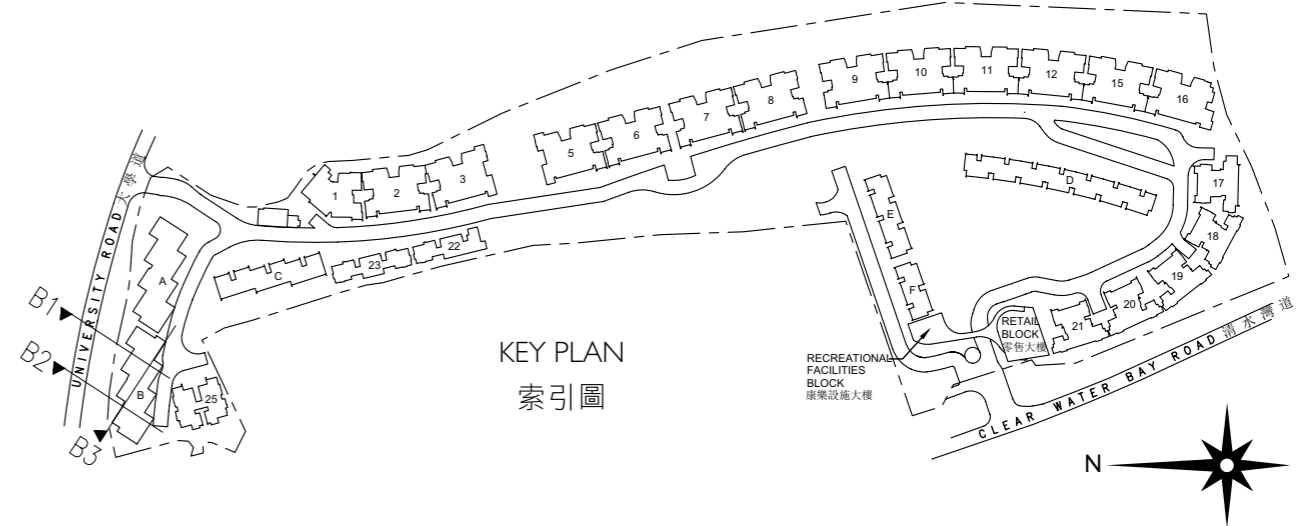 9
10
11
12
15
16
8
7
6
5
3
2
1
17
18
19
20
21
D
E
F
22
23
C
A
B
25
UNIVERSITY ROAD 大學道
B1
B2
B3
KEY PLAN
索引圖
RECREATIONAL
FACILITIES
BLOCK
康樂設施大樓
RETAIL
BLOCK
零售大樓
CLEAR WATER BAY ROAD 清水灣道
N